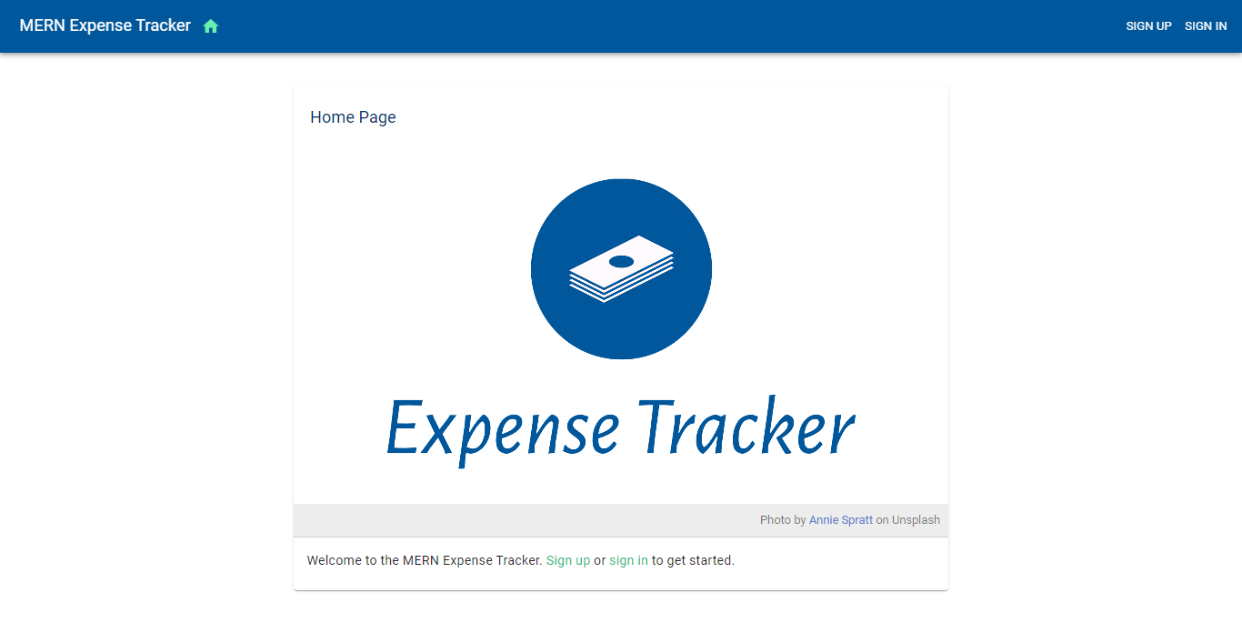 MERN Expense Tracker SIGN UP SIGN IN
Home Page
Expense Tracker
Photo by Annie Spratt on Unsplash
Welcome to the MERN Expense Tracker. Sign up or sign in to get started.